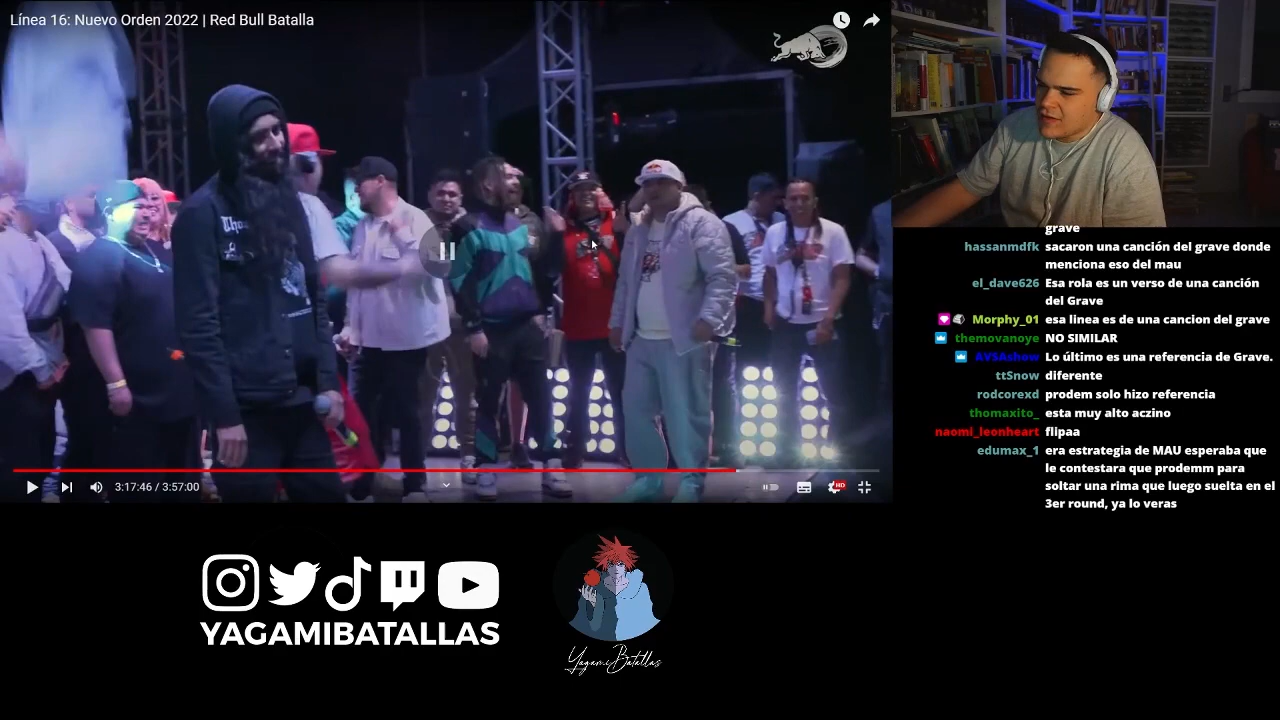 Línea 16: Nuevo Orden 2022 | Red Bull Batalla
grave
hassanmdfk sacaron una canción del grave donde
menciona eso del mau
el_dave626 Esa rola es un verso de una canción
del Grave
Morphy_01 esa linea es de una cancion del grave
themovanoye NO SIMILAR
AVSAshow Lo último es una referencia de Grave.
ttSnow diferente
rodcorexd prodem solo hizo referencia
thomaxito_ esta muy alto aczino
naomi_leonheart flipaa
edumax_1 era estrategia de MAU esperaba que
le contestara que prodemm para
soltar una rima que luego suelta en el
3er round, ya lo veras
3:17:46 / 3:57:00
HD
YAGAMIBATALLAS
YagamiBatallas